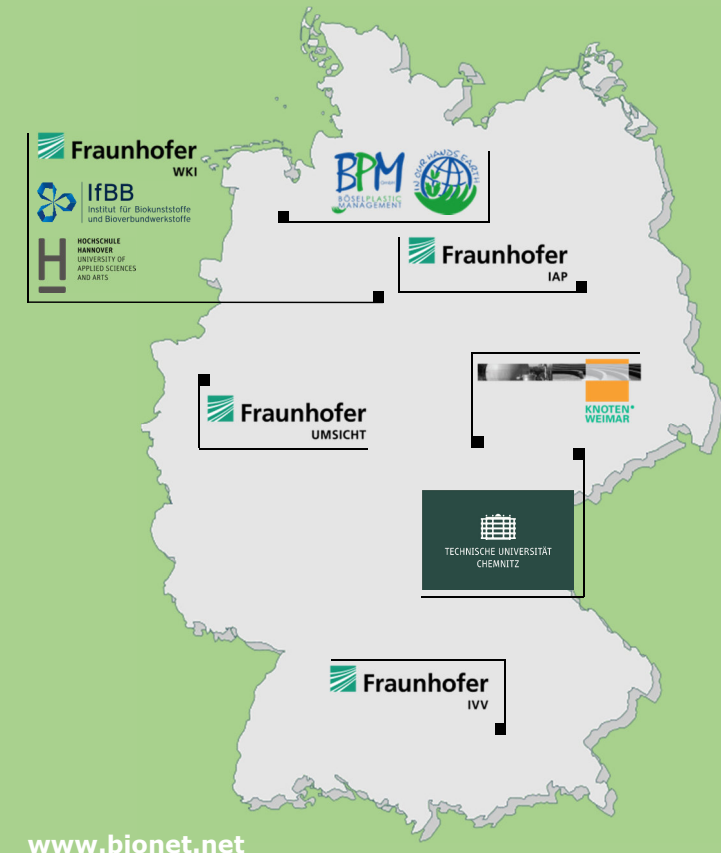 Fraunhofer
WKI
IfBB
Institut für Biokunststoffe
und Bioverbundwerkstoffe
HOCHSCHULE
HANNOVER
UNIVERSITY OF
APPLIED SCIENCES
AND ARTS
H
BPM
GmbH
BÖSELPLASTIC
MANAGEMENT
IN OUR HANDS EARTH
Fraunhofer
IAP
Fraunhofer
UMSICHT
KNOTEN
WEIMAR
TECHNISCHE UNIVERSITÄT
CHEMNITZ
Fraunhofer
IVV
www.bionet.net